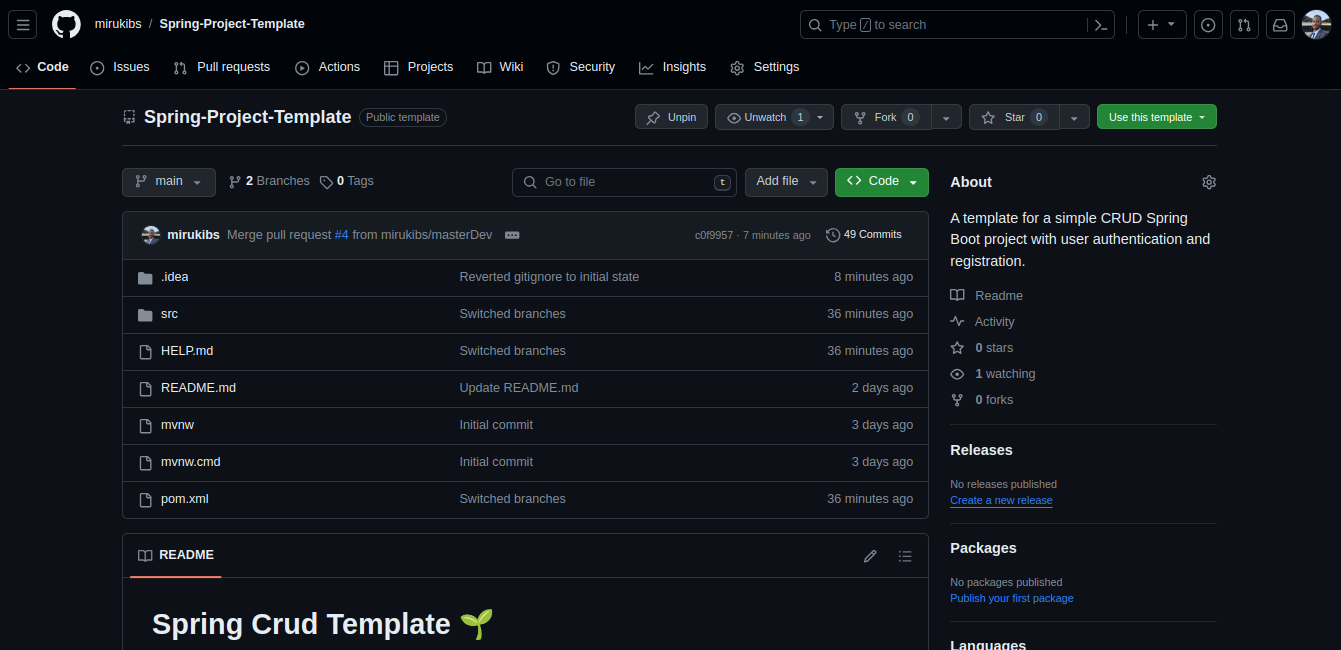 mirukibs / Spring-Project-Template
Type / to search
Code Issues Pull requests Actions Projects Wiki Security Insights Settings
Spring-Project-Template Public template
Unpin Unwatch 1 Fork 0 Star 0 Use this template
main 2 Branches 0 Tags Go to file t Add file Code
mirukibs Merge pull request #4 from mirukibs/masterDev c0f9957 · 7 minutes ago 49 Commits
.idea Reverted gitignore to initial state 8 minutes ago
src Switched branches 36 minutes ago
HELP.md Switched branches 36 minutes ago
README.md Update README.md 2 days ago
mvnw Initial commit 3 days ago
mvnw.cmd Initial commit 3 days ago
pom.xml Switched branches 36 minutes ago
README
Spring Crud Template 🌱
About
A template for a simple CRUD Spring
Boot project with user authentication and
registration.
Readme
Activity
0 stars
1 watching
0 forks
Releases
No releases published
Create a new release
Packages
No packages published
Publish your first package
Languages